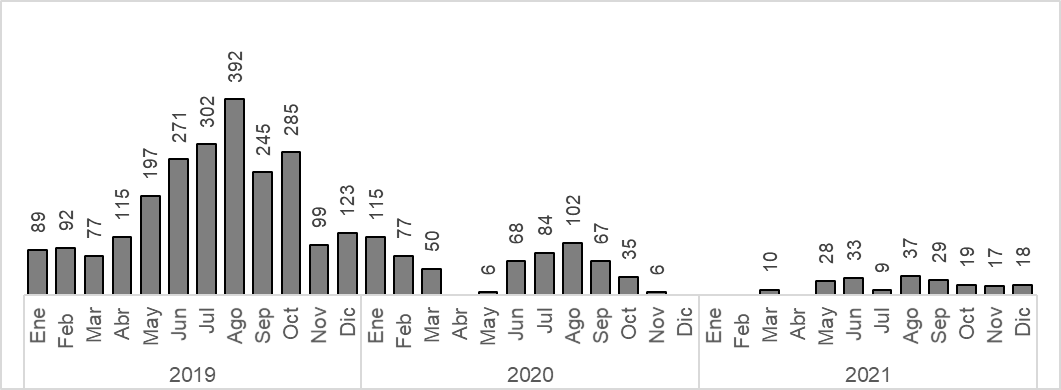 89 92 77 115 197 271 302 392 245 285 99 123 115 77 50 6 68 84 102 67 35 6 10 28 33 9 37 29 19 17 18
Ene Feb Mar Abr May Jun Jul Ago Sep Oct Nov Dic Ene Feb Mar Abr May Jun Jul Ago Sep Oct Nov Dic Ene Feb Mar Abr May Jun Jul Ago Sep Oct Nov Dic
2019 2020 2021